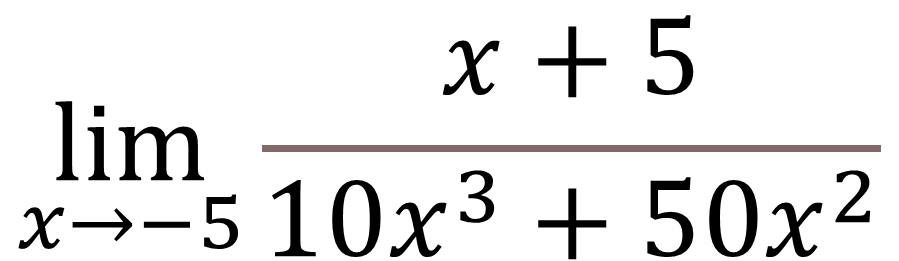 lim x→−5 x + 5 / 10x³ + 50x²